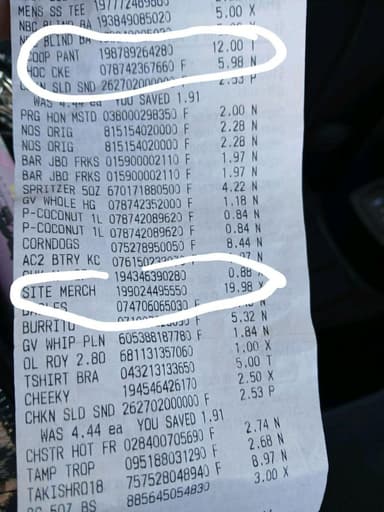 MENS SS TEE 197772489805
NBC BLIND BA 193849085020 5.00 X
BLIND BA
COOP PANT 198789264280 12.00 T
HOC CKE 078742367660 F 5.98 N
SLD SND 262702000000 F 2.53 P
WAS 4.44 ea YOU SAVED 1.91
PRG HON MSTD 038000298350 F 2.00 N
NOS ORIG 815154020000 F 2.28 N
NOS ORIG 815154020000 F 2.28 N
BAR JBO FRKS 015900002110 F 1.97 N
BAR JBO FRKS 015900002110 F 1.97 N
SPRITZER 5OZ 670171880500 F 4.22 N
GV WHOLE HG 078742352000 F 1.18 N
P-COCONUT 1L 078742089620 F 0.84 N
P-COCONUT 1L 078742089620 F 0.84 N
CORNDOGS 075278950050 F 8.44 N
AC2 BTRY KC
194346390280 0.88 X
SITE MERCH 199024495550 19.98 X
074706065030 F
BURRITO 5.32 N
GV WHIP PLN 605388187780 F 1.84 N
OL ROY 2.80 681131357060 1.00 X
TSHIRT BRA 043213133650 5.00 T
CHEEKY 194546426170 2.50 X
CHKN SLD SND 262702000000 F 2.53 P
WAS 4.44 ea YOU SAVED 1.91
CHSTR HOT FR 028400705690 F 2.74 N
TAMP TROP 095188031290 F 2.68 N
TAKISHRO18 757528048940 F 8.97 N
5OZ BS 885645054830 3.00 X